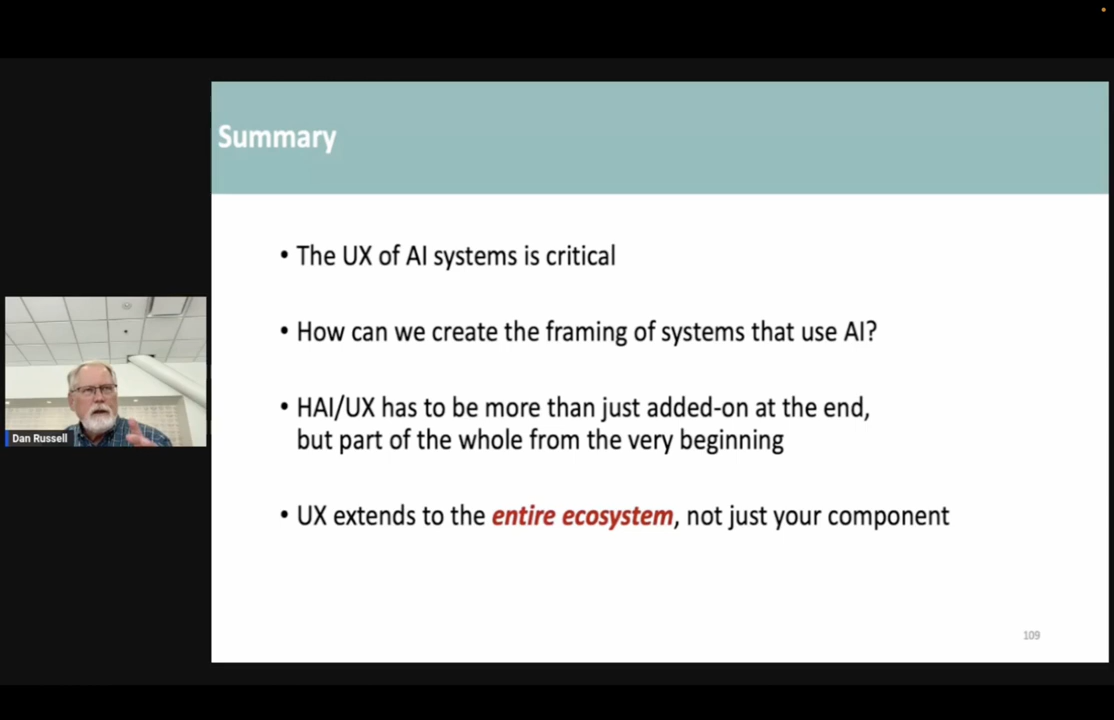 Summary
• The UX of AI systems is critical
• How can we create the framing of systems that use AI?
• HAI/UX has to be more than just added-on at the end,
but part of the whole from the very beginning
• UX extends to the entire ecosystem, not just your component
Dan Russell
109